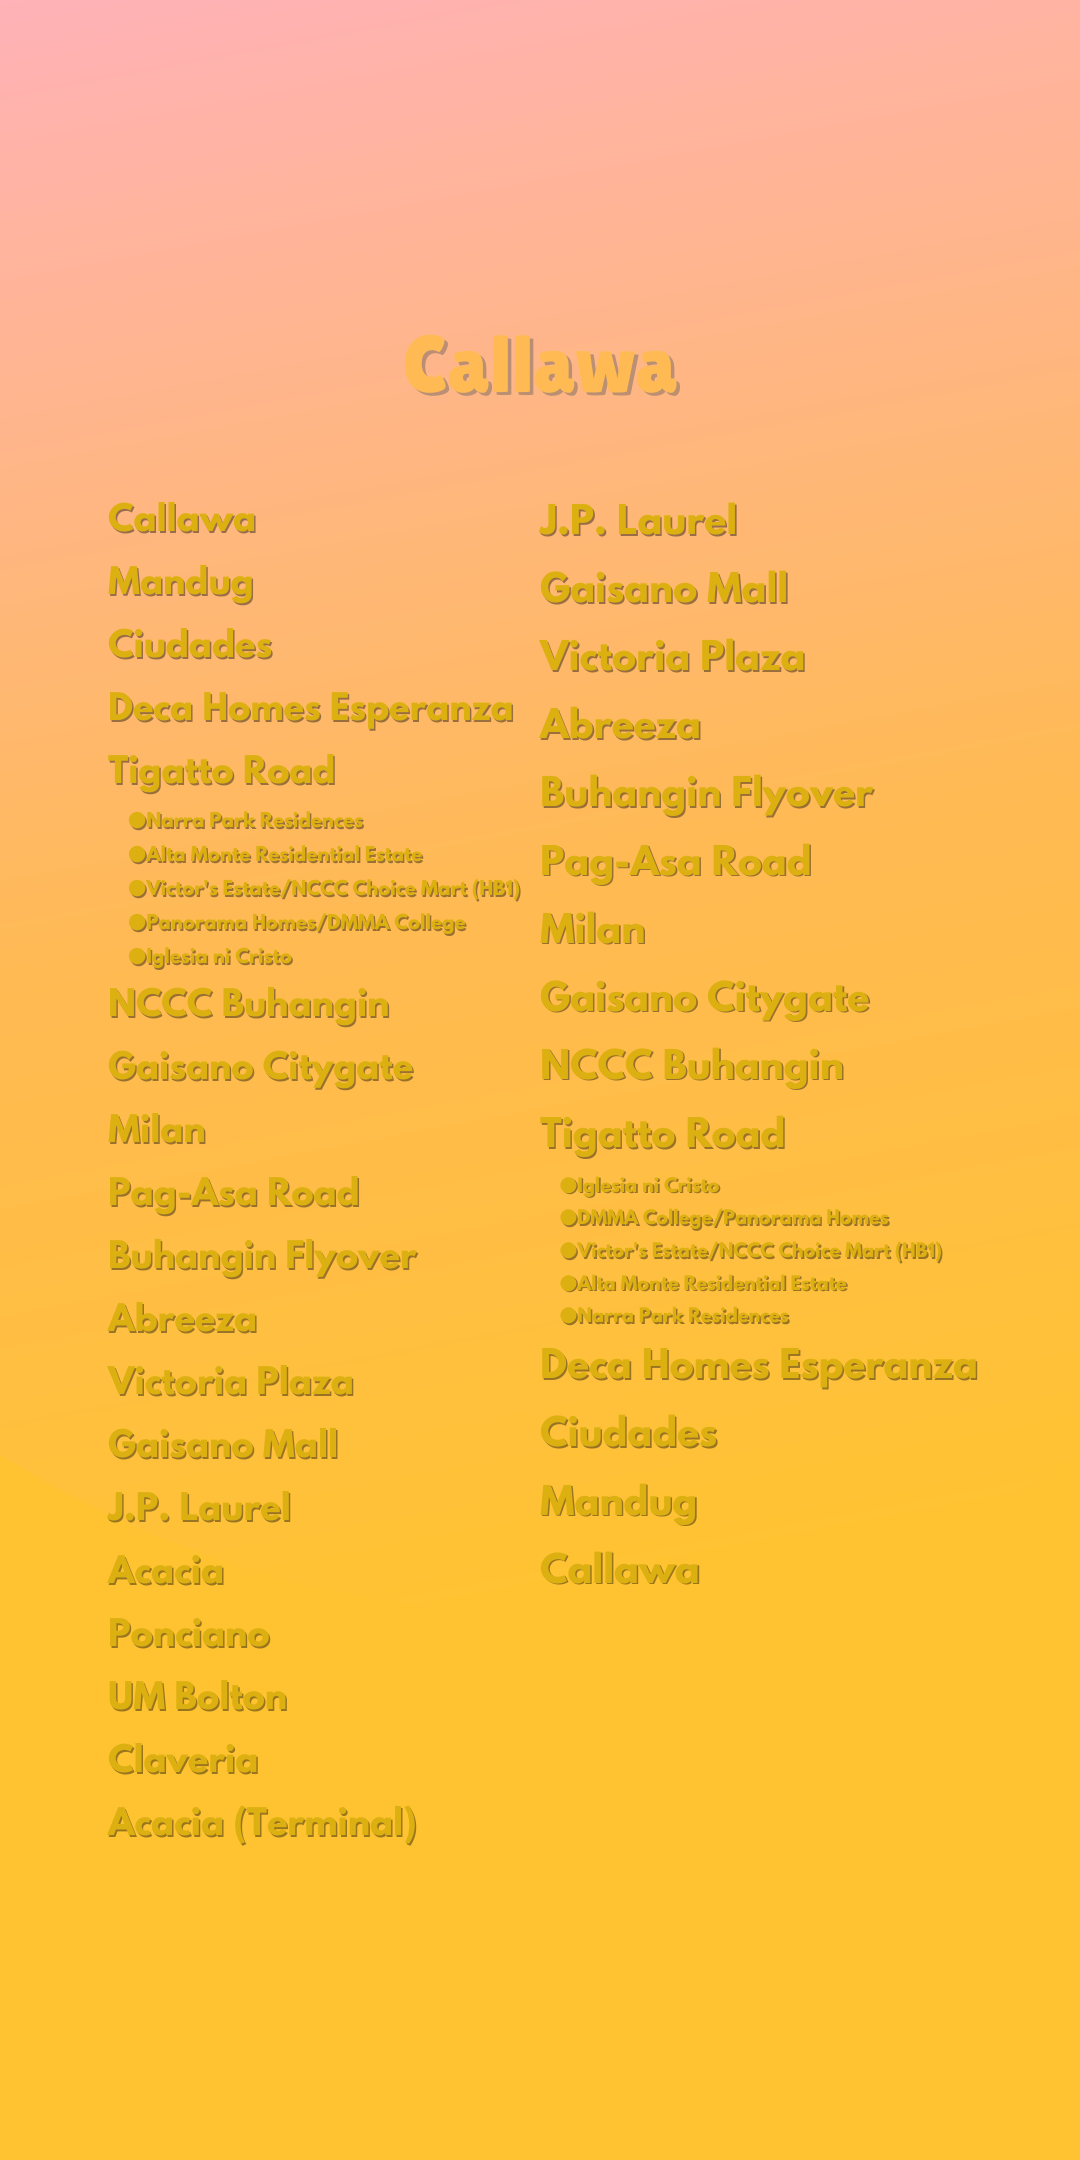 Callawa
Callawa
Mandug
Ciudades
Deca Homes Esperanza
Tigatto Road
●Narra Park Residences
●Alta Monte Residential Estate
●Victor's Estate/NCCC Choice Mart (HB1)
●Panorama Homes/DMMA College
●Iglesia ni Cristo
NCCC Buhangin
Gaisano Citygate
Milan
Pag-Asa Road
Buhangin Flyover
Abreeza
Victoria Plaza
Gaisano Mall
J.P. Laurel
Acacia
Ponciano
UM Bolton
Claveria
Acacia (Terminal)
J.P. Laurel
Gaisano Mall
Victoria Plaza
Abreeza
Buhangin Flyover
Pag-Asa Road
Milan
Gaisano Citygate
NCCC Buhangin
Tigatto Road
●Iglesia ni Cristo
●DMMA College/Panorama Homes
●Victor's Estate/NCCC Choice Mart (HB1)
●Alta Monte Residential Estate
●Narra Park Residences
Deca Homes Esperanza
Ciudades
Mandug
Callawa